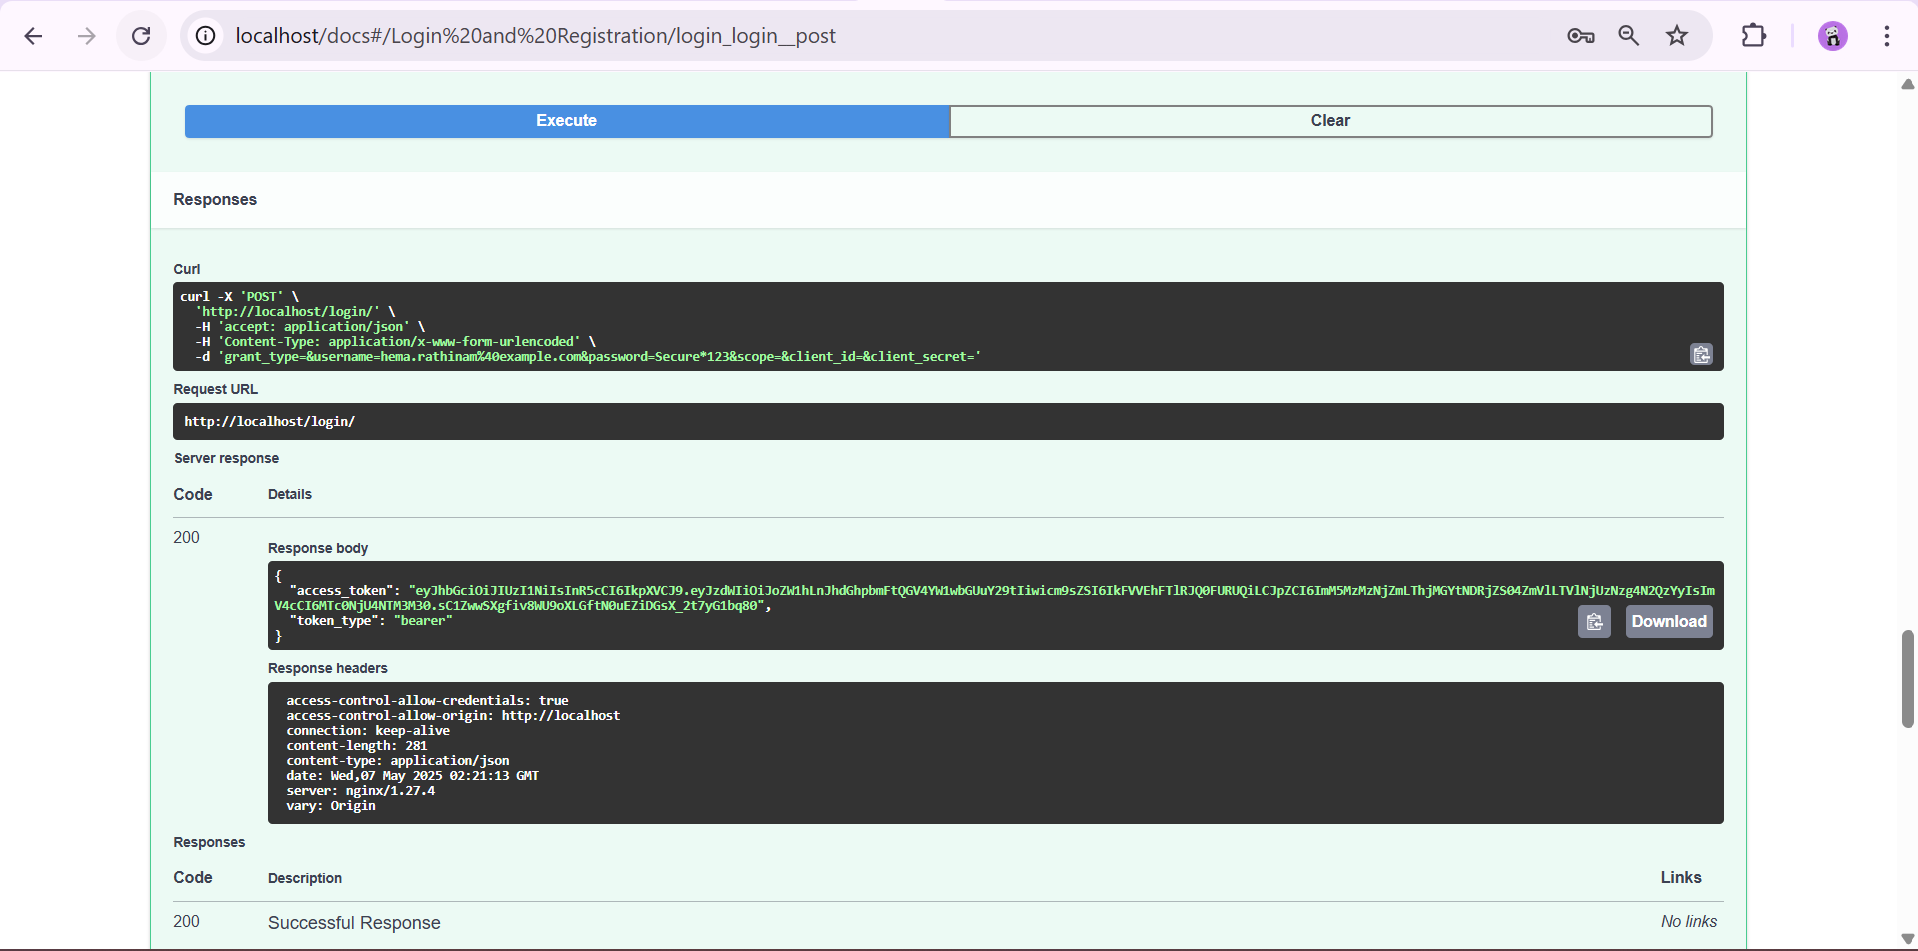 localhost/docs#/Login%20and%20Registration/login_login__post
Execute
Clear
Responses
Curl
curl -X 'POST' \
'http://localhost/login/' \
-H 'accept: application/json' \
-H 'Content-Type: application/x-www-form-urlencoded' \
-d 'grant_type=&username=hema.rathinam%40example.com&password=Secure*123&scope=&client_id=&client_secret='
Request URL
http://localhost/login/
Server response
Code Details
200
Response body
{
"access_token": "eyJhbGciOiJIUzI1NiIsInR5cCI6IkpXVCJ9.eyJzdWIiOiJoZW1hLnJhdGhpbmFtQGV4YW1wbGUuY29tIiwicm9sZSI6IkFVVEhFTlRJQ0FURUQiLCJpZCI6ImM5MzMzNjZmLThjMGYtNDRjZS04ZmVlLTVlNjUzNzg4N2QzYyIsIm
V4cCI6MTc0NjU4NTM3M30.sC1ZwwSXgfiv8WU9oXLGftN0uEZiDGsX_2t7yG1bq80",
"token_type": "bearer"
}
Download
Response headers
access-control-allow-credentials: true
access-control-allow-origin: http://localhost
connection: keep-alive
content-length: 281
content-type: application/json
date: Wed,07 May 2025 02:21:13 GMT
server: nginx/1.27.4
vary: Origin
Responses
Code Description Links
200 Successful Response No links